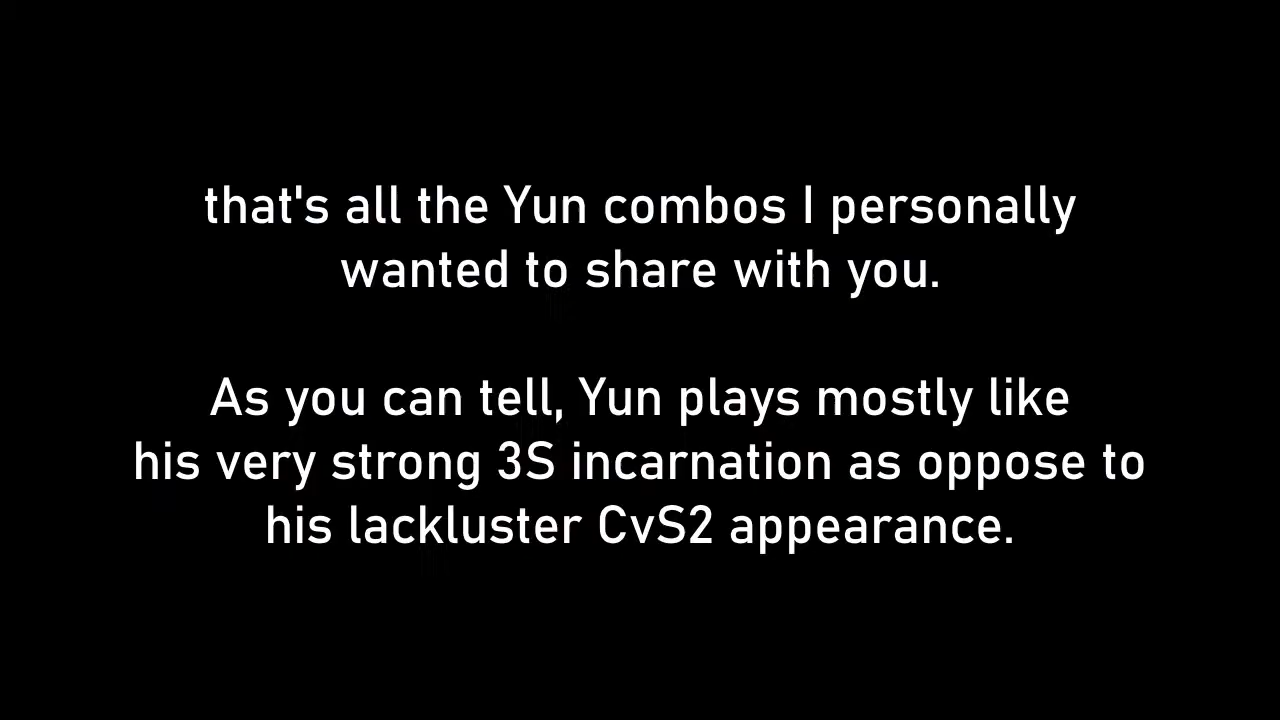 that's all the Yun combos I personally
wanted to share with you.
As you can tell, Yun plays mostly like
his very strong 3S incarnation as oppose to
his lackluster CvS2 appearance.